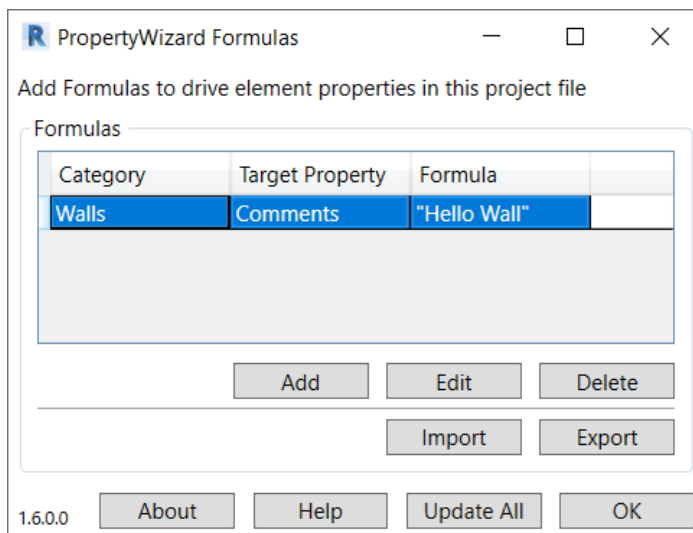 R PropertyWizard Formulas
Add Formulas to drive element properties in this project file
Formulas
Category Target Property Formula
Walls Comments "Hello Wall"
Add Edit Delete
Import Export
1.6.0.0 About Help Update All OK